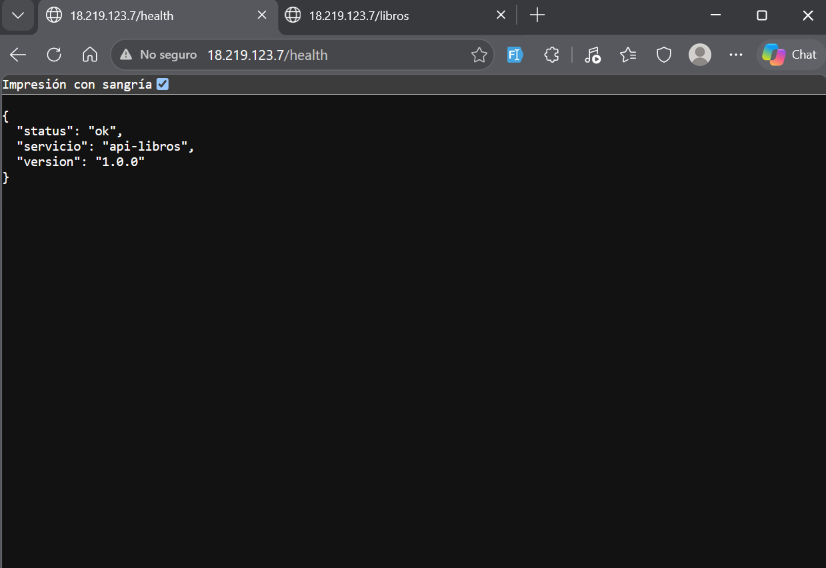 18.219.123.7/health
18.219.123.7/libros
No seguro 18.219.123.7/health
Chat
Impresión con sangría
{
"status": "ok",
"servicio": "api-libros",
"version": "1.0.0"
}